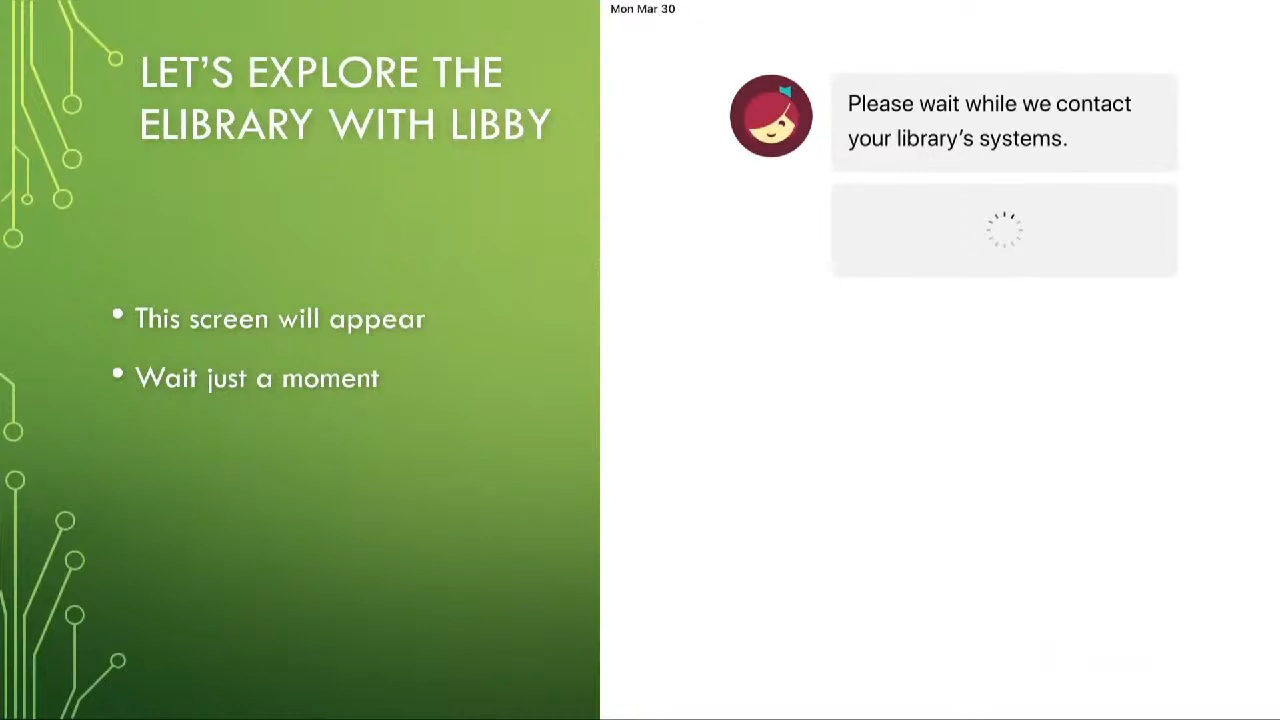 LET’S EXPLORE THE
ELIBRARY WITH LIBBY
• This screen will appear
• Wait just a moment
Mon Mar 30
Please wait while we contact
your library’s systems.